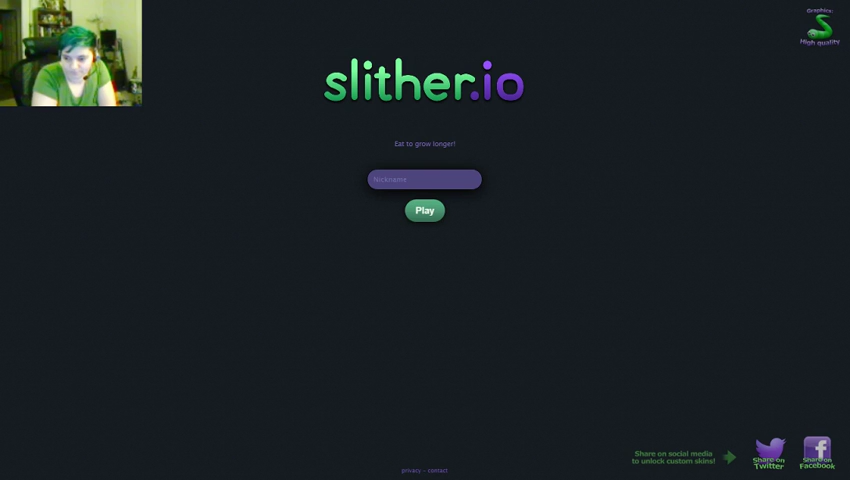 Graphics:
High quality
slither.io
Eat to grow longer!
Nickname
Play
Share on social media
to unlock custom skins!
Share on
Twitter
Share on
Facebook
privacy - contact